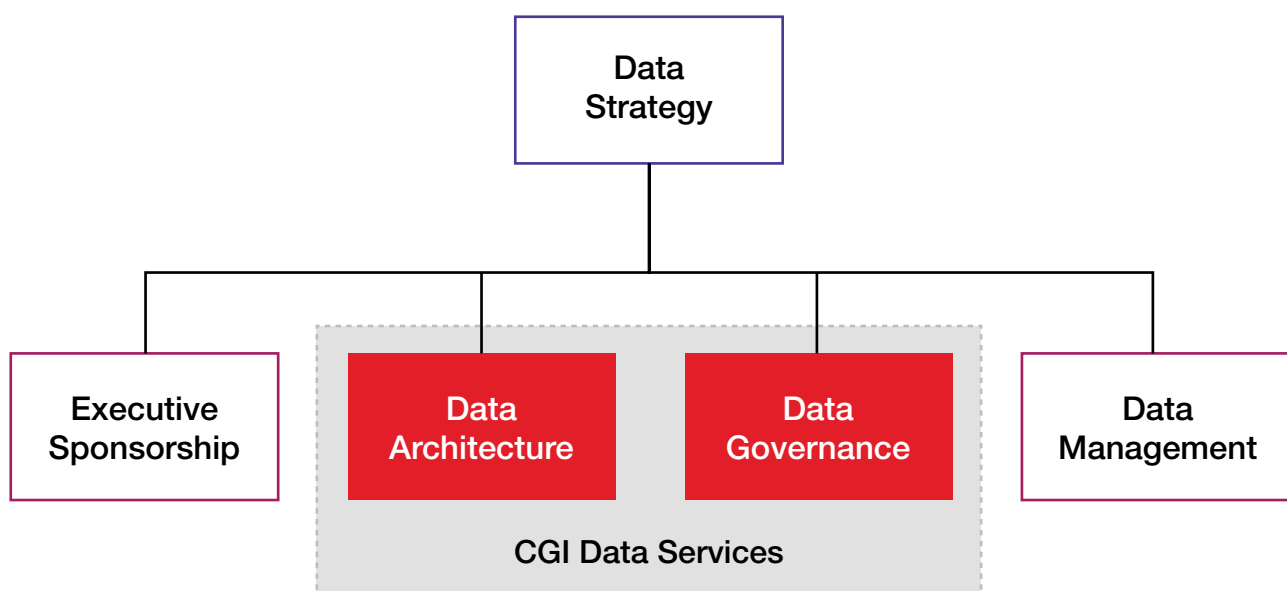 Data
Strategy
Executive
Sponsorship
Data
Architecture
Data
Governance
Data
Management
CGI Data Services